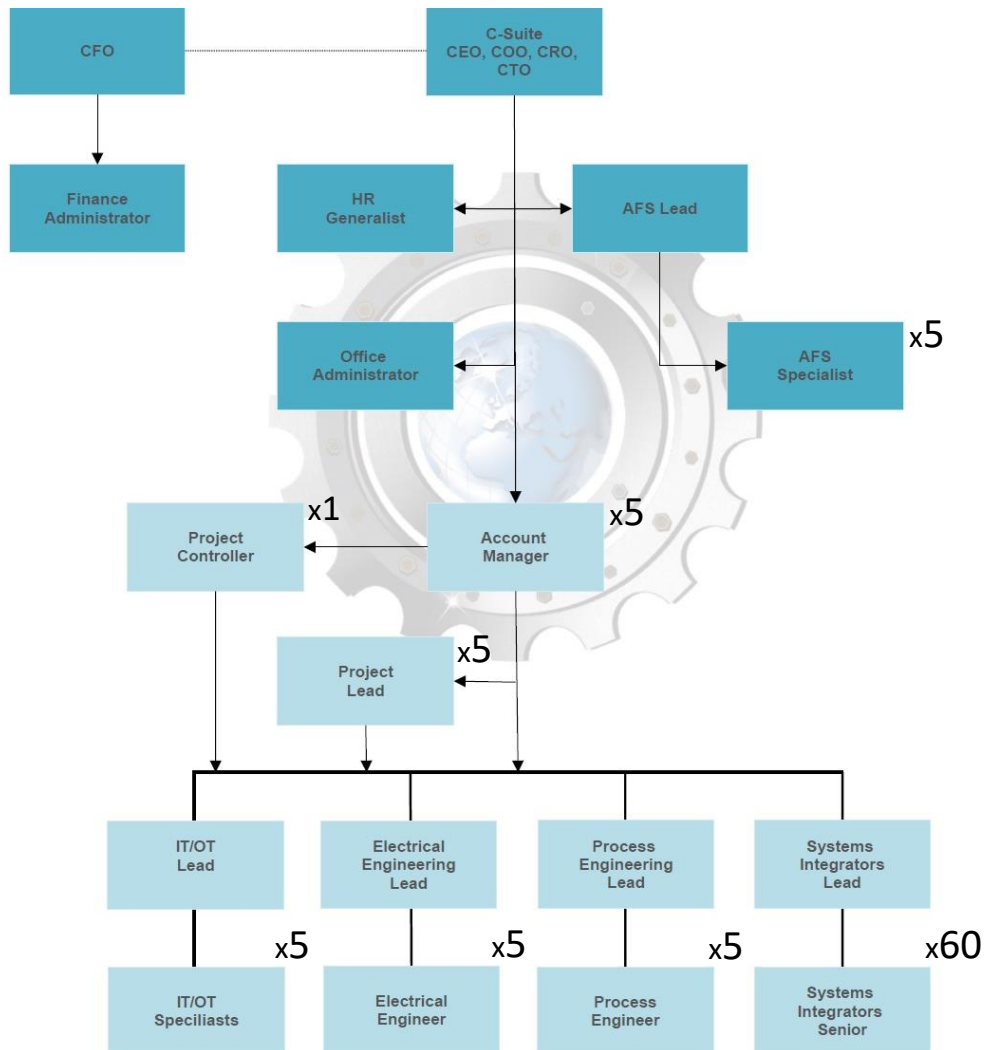 CFO
C-Suite
CEO, COO, CRO,
CTO
Finance
Administrator
HR
Generalist
AFS Lead
Office
Administrator
AFS
Specialist
x5
Project
Controller
x1
Account
Manager
x5
Project
Lead
x5
IT/OT
Lead
Electrical
Engineering
Lead
Process
Engineering
Lead
Systems
Integrators
Lead
IT/OT
Speciliasts
x5
Electrical
Engineer
x5
Process
Engineer
x5
Systems
Integrators
Senior
x60